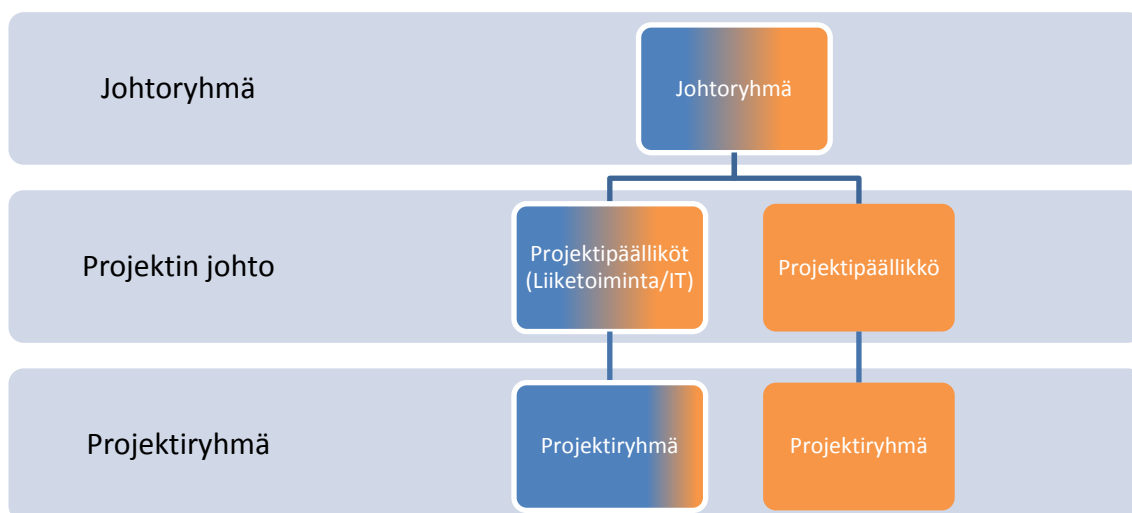 Johtoryhmä
Johtoryhmä
Projektin johto
Projektipäälliköt
(Liiketoiminta/IT)
Projektipäällikkö
Projektiryhmä
Projektiryhmä
Projektiryhmä